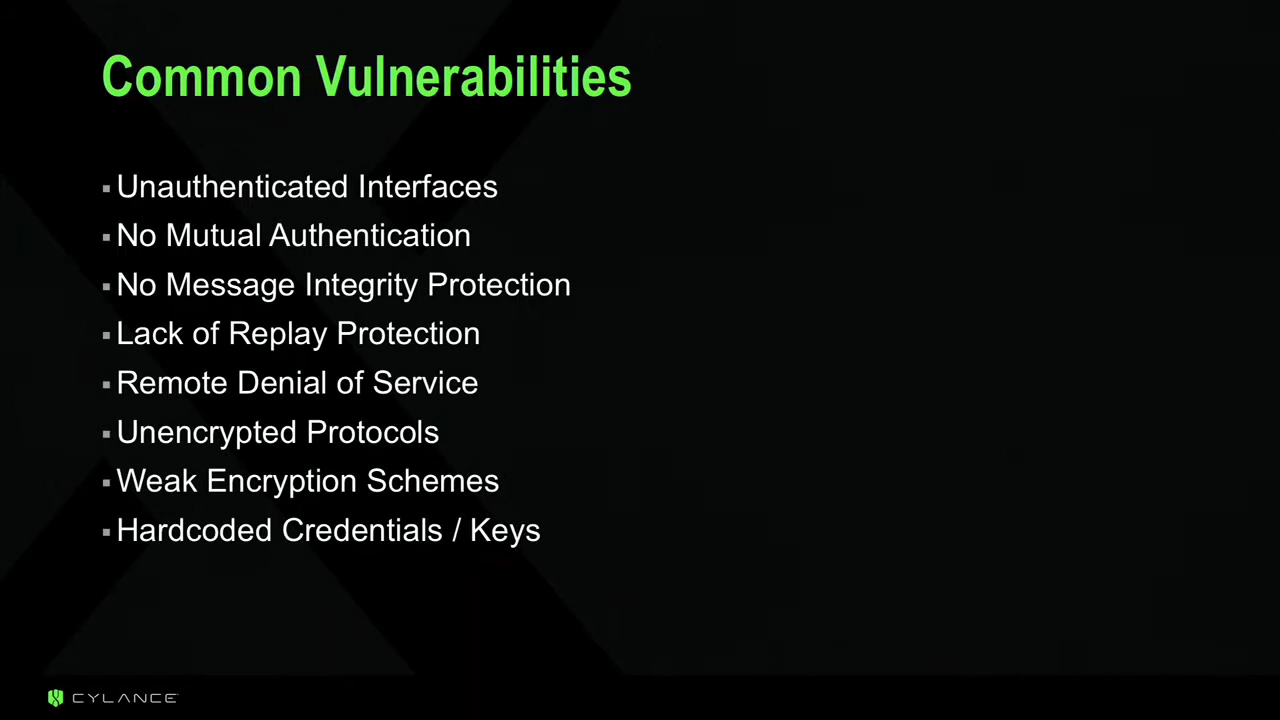 Common Vulnerabilities
Unauthenticated Interfaces
No Mutual Authentication
No Message Integrity Protection
Lack of Replay Protection
Remote Denial of Service
Unencrypted Protocols
Weak Encryption Schemes
Hardcoded Credentials / Keys
CYLANCE